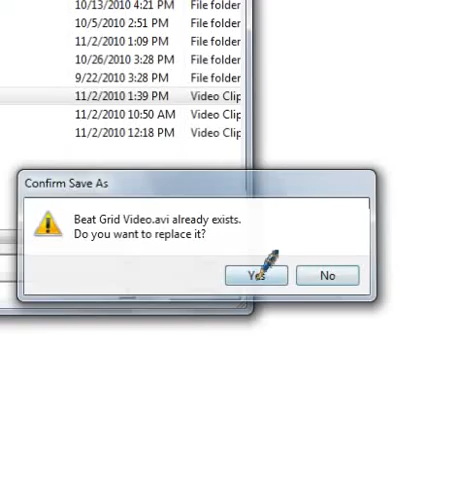 10/13/2010 4:21 PM File folder
10/5/2010 2:51 PM File folder
11/2/2010 1:09 PM File folder
10/26/2010 3:28 PM File folder
9/22/2010 3:28 PM File folder
11/2/2010 1:39 PM Video Clip
11/2/2010 10:50 AM Video Clip
11/2/2010 12:18 PM Video Clip
Confirm Save As
Beat Grid Video.avi already exists.
Do you want to replace it?
Yes No